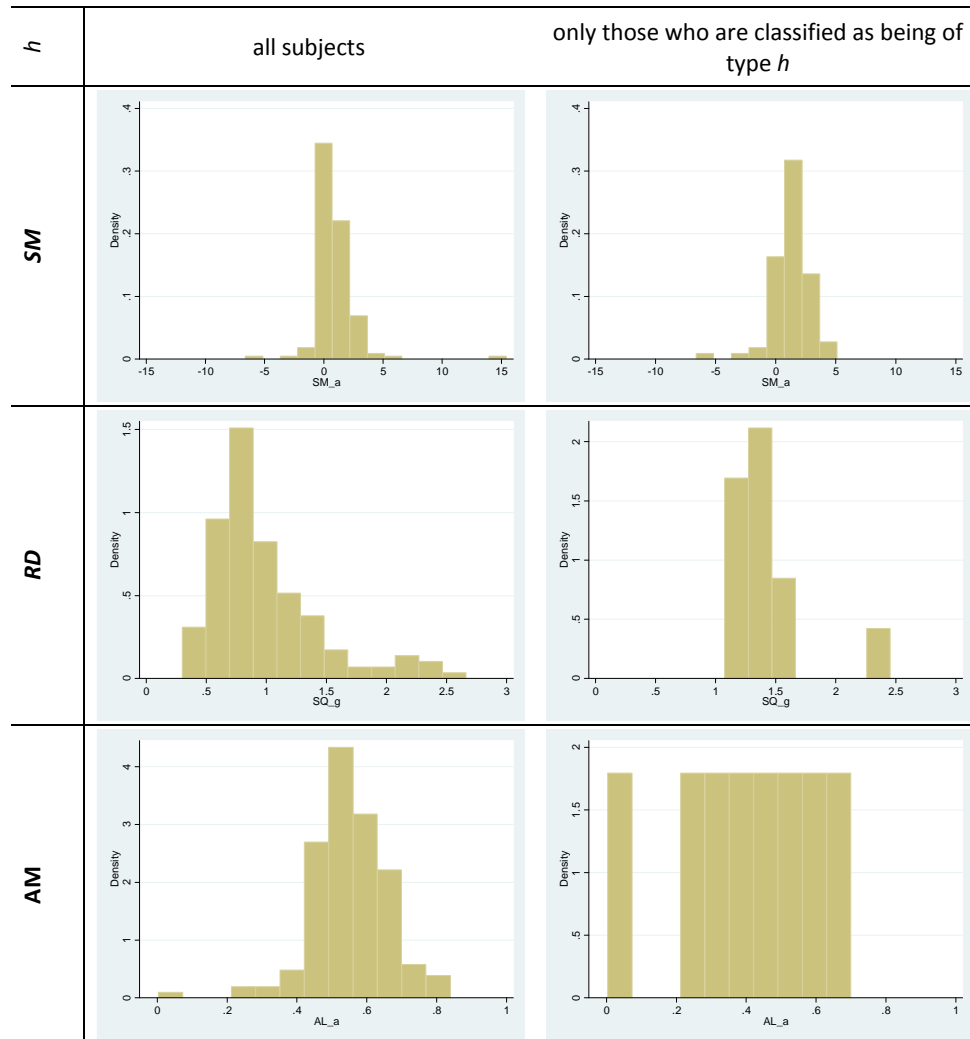 h
all subjects
only those who are classified as being of
type h
SM
Density
0 .1 .2 .3 .4
-15 -10 -5 0 5 10 15
SM_a
Density
0 .1 .2 .3 .4
-15 -10 -5 0 5 10 15
SM_a
RD
Density
0 .5 1 1.5
0 .5 1 1.5 2 2.5 3
SQ_g
Density
0 .5 1 1.5 2
0 .5 1 1.5 2 2.5 3
SQ_g
AM
Density
0 1 2 3 4
0 .2 .4 .6 .8 1
AL_a
Density
0 .5 1 1.5 2
0 .2 .4 .6 .8 1
AL_a